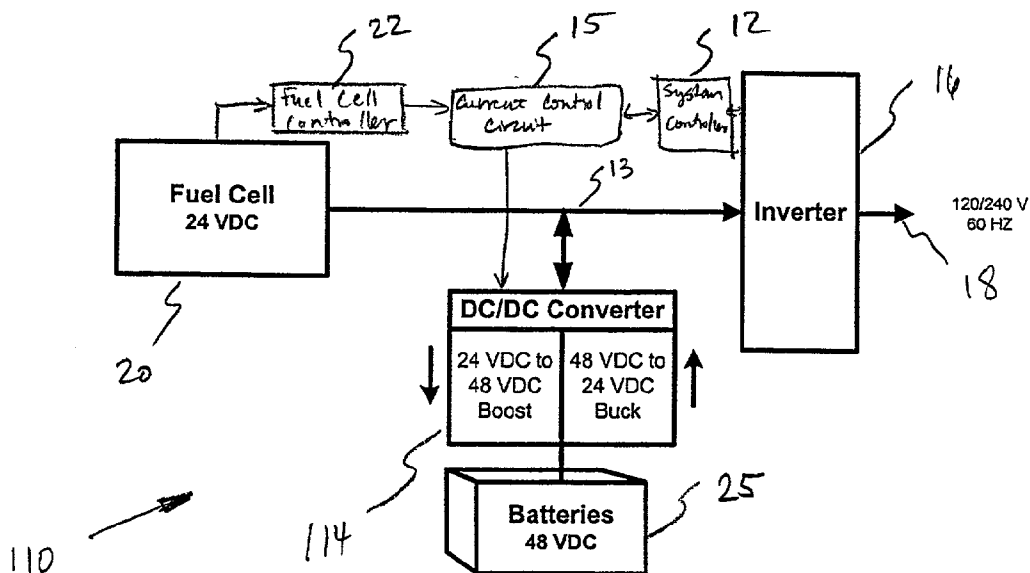 22
15
12
16
Fuel Cell
Controller
Current control
circuit
System
Controller
13
Fuel Cell
24 VDC
Inverter
120/240 V
60 HZ
18
20
DC/DC Converter
24 VDC to
48 VDC
Boost
48 VDC to
24 VDC
Buck
114
25
Batteries
48 VDC
110